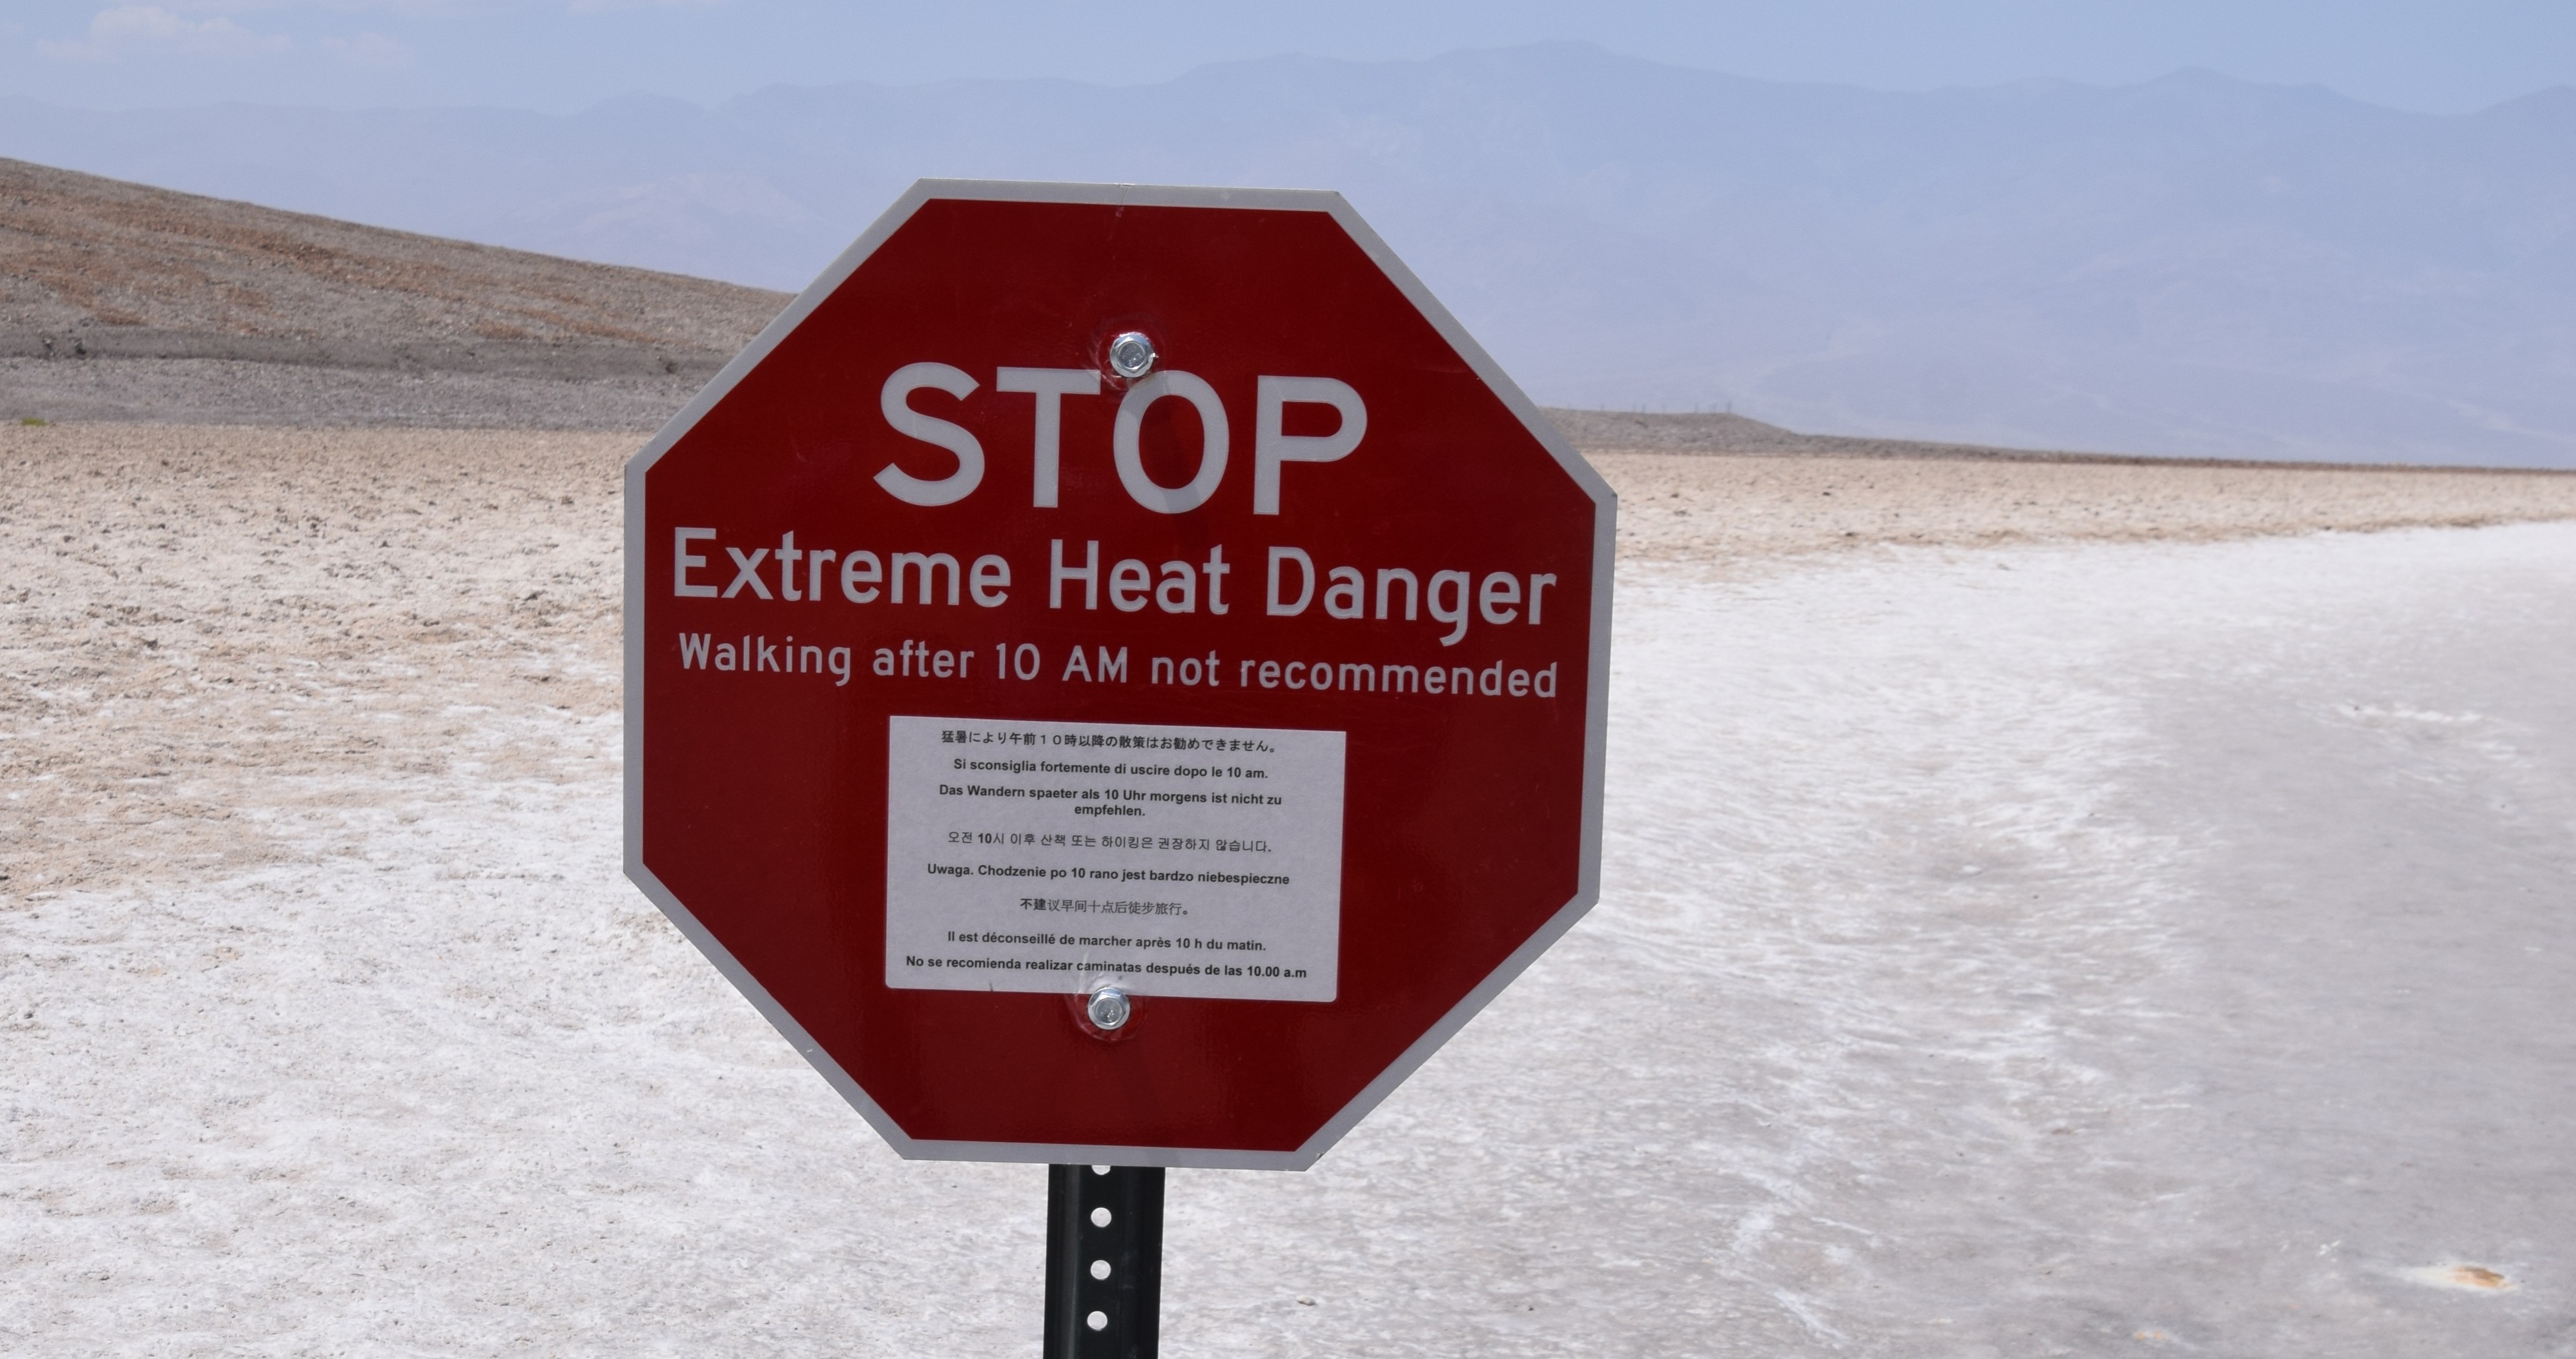 STOP
Extreme Heat Danger
Walking after 10 AM not recommended
猛暑により午前１０時以降の散策はお勧めできません。
Si sconsiglia fortemente di uscire dopo le 10 am.
Das Wandern spaeter als 10 Uhr morgens ist nicht zu
empfehlen.
오전 10시 이후 산책 또는 하이킹은 권장하지 않습니다.
Uwaga. Chodzenie po 10 rano jest bardzo niebespieczne
不建议早间十点后徒步旅行。
Il est déconseillé de marcher après 10 h du matin.
No se recomienda realizar caminatas después de las 10.00 a.m